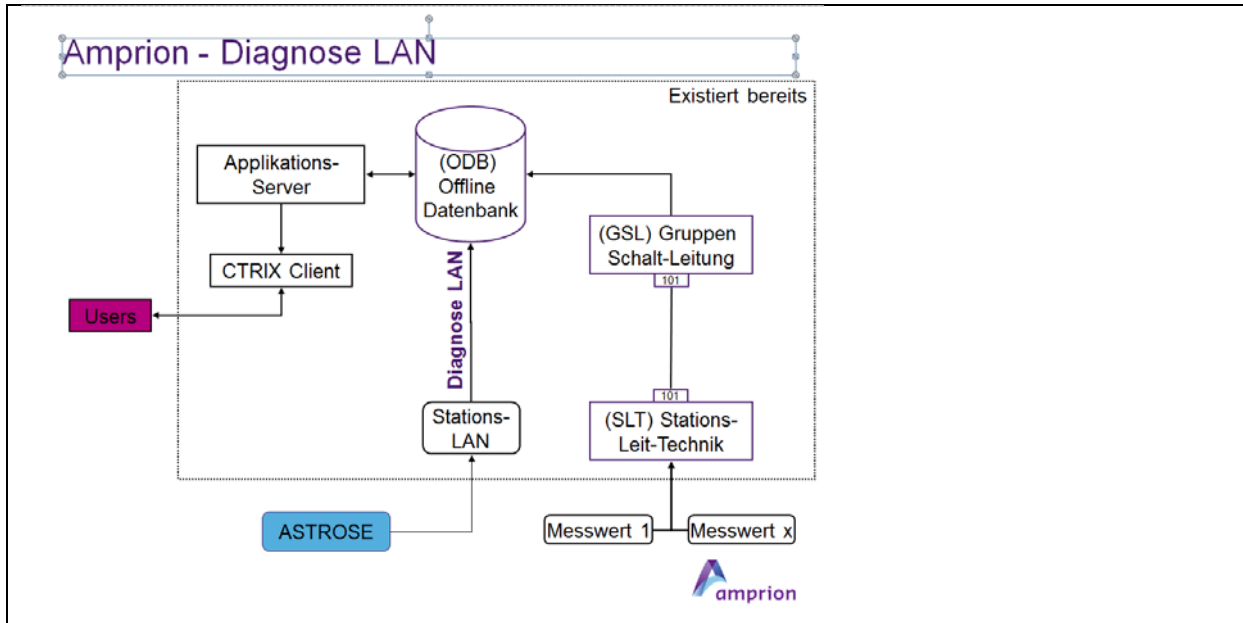 Amprion - Diagnose LAN
Existiert bereits
Applikations-
Server
(ODB)
Offline
Datenbank
(GSL) Gruppen
Schalt-Leitung
101
CTRIX Client
Users
Diagnose LAN
101
Stations-
LAN
(SLT) Stations-
Leit-Technik
ASTROSE
Messwert 1
Messwert x
amprion